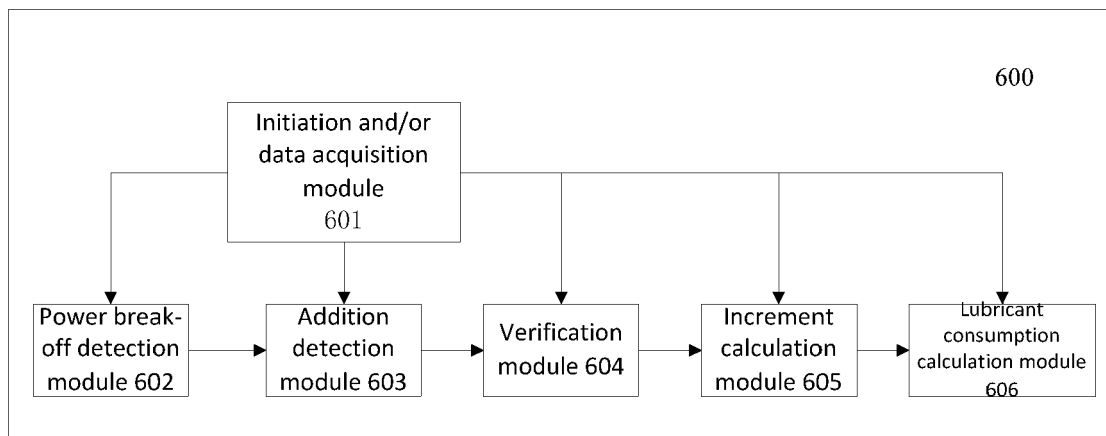 600
Initiation and/or
data acquisition
module
601
Power break-
off detection
module 602
Addition
detection
module 603
Verification
module 604
Increment
calculation
module 605
Lubricant
consumption
calculation module
606